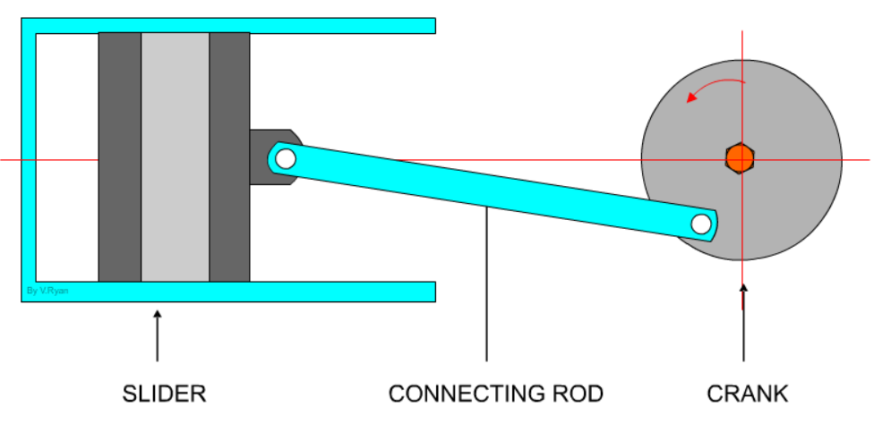 By V.Ryan
SLIDER
CONNECTING ROD
CRANK